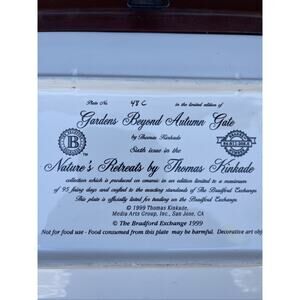 Plate No. 48 C in the limited edition of
Gardens Beyond Autumn Gate
by Thomas Kinkade
Sixth issue in the
B
TM
BRADEX
Nature's Retreats by Thomas Kinkade
collection which is produced on ceramic in an edition limited to a maximum
of 95 firing days and crafted to the exacting standards of The Bradford Exchange.
This plate is officially listed for trading on the Bradford Exchange.
© 1999 Thomas Kinkade,
Media Arts Group, Inc., San Jose, CA
© The Bradford Exchange 1999
Not for food use - Food consumed from this plate may be harmful. Decorative art obj